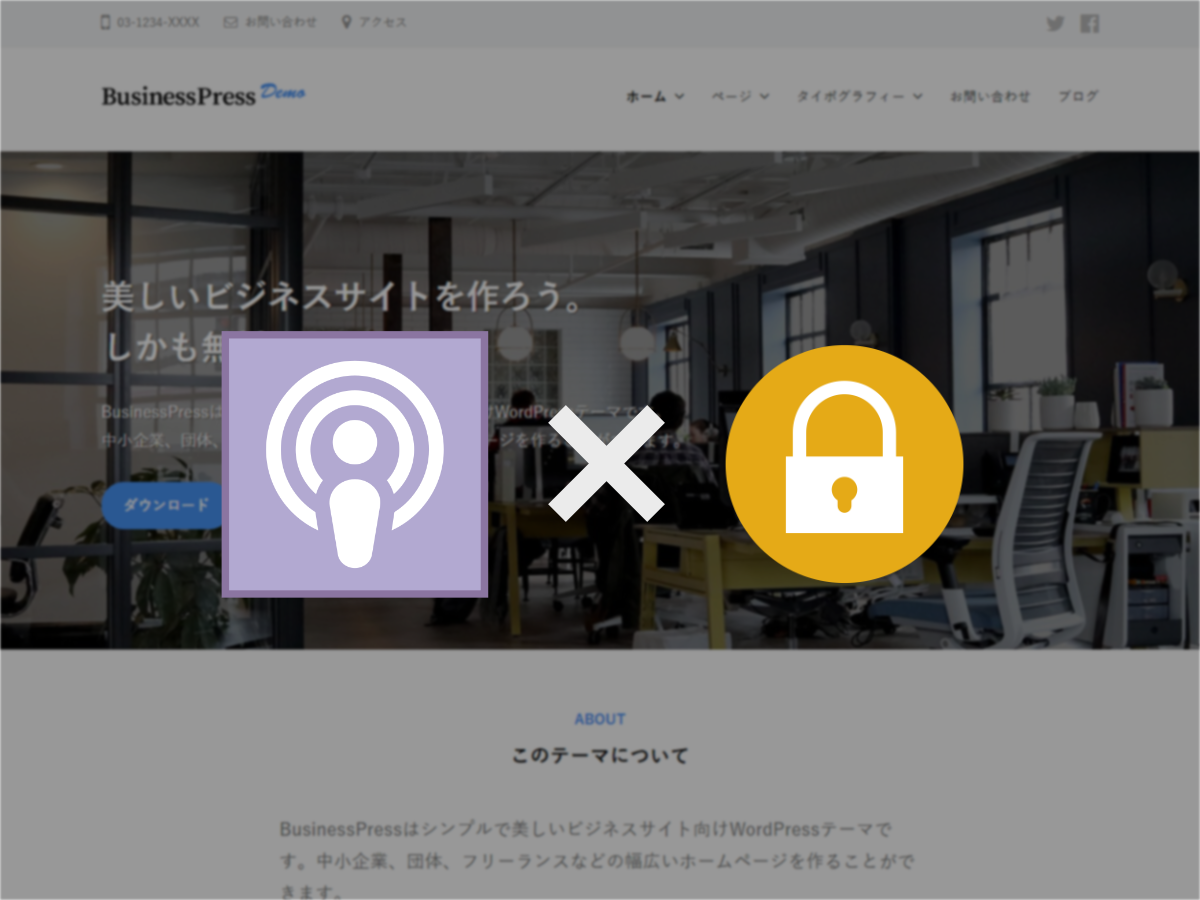 03-1234-XXXX お問い合わせ アクセス
BusinessPress Demo
ホーム ページ タイポグラフィー お問い合わせ ブログ
美しいビジネスサイトを作ろう。
しかも無
BusinessPressは けWordPressテーマで
中小企業、団体、 ージを作る ます。
ダウンロード
ABOUT
このテーマについて
BusinessPressはシンプルで美しいビジネスサイト向けWordPressテーマで
す。中小企業、団体、フリーランスなどの幅広いホームページを作ることがで
きます。